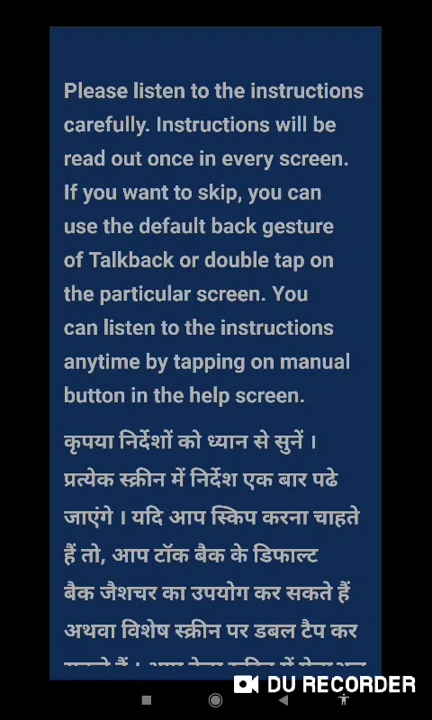 Please listen to the instructions
carefully. Instructions will be
read out once in every screen.
If you want to skip, you can
use the default back gesture
of Talkback or double tap on
the particular screen. You
can listen to the instructions
anytime by tapping on manual
button in the help screen.
कृपया निर्देशों को ध्यान से सुनें ।
प्रत्येक स्क्रीन में निर्देश एक बार पढे
जाएंगे । यदि आप स्किप करना चाहते
हैं तो, आप टॉक बैक के डिफाल्ट
बैक जैशचर का उपयोग कर सकते हैं
अथवा विशेष स्क्रीन पर डबल टैप कर
DU RECORDER